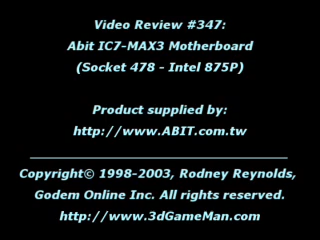 Video Review #347:
Abit IC7-MAX3 Motherboard
(Socket 478 - Intel 875P)
Product supplied by:
http://www.ABIT.com.tw
Copyright© 1998-2003, Rodney Reynolds,
Godem Online Inc. All rights reserved.
http://www.3dGameMan.com